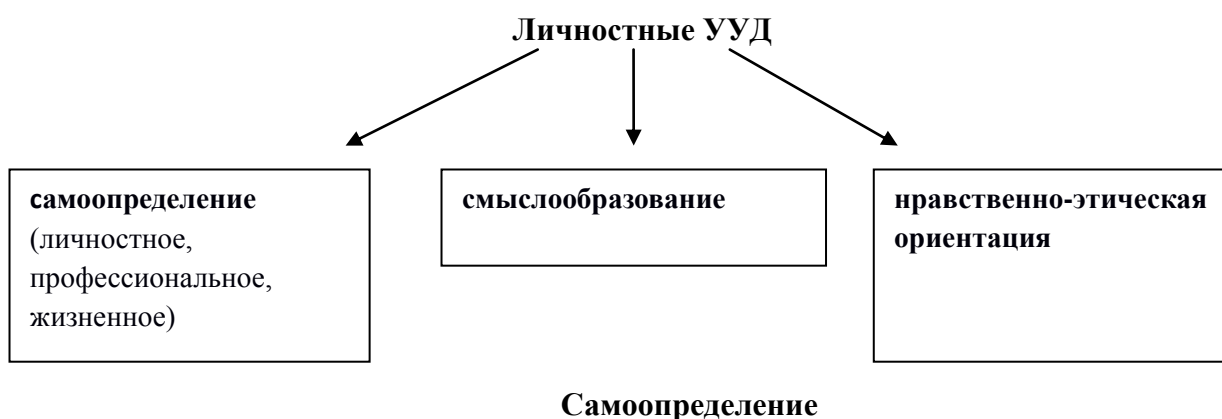 Личностные УУД
самоопределение
(личностное,
профессиональное,
жизненное)
смыслообразование
нравственно-этическая
ориентация
Самоопределение